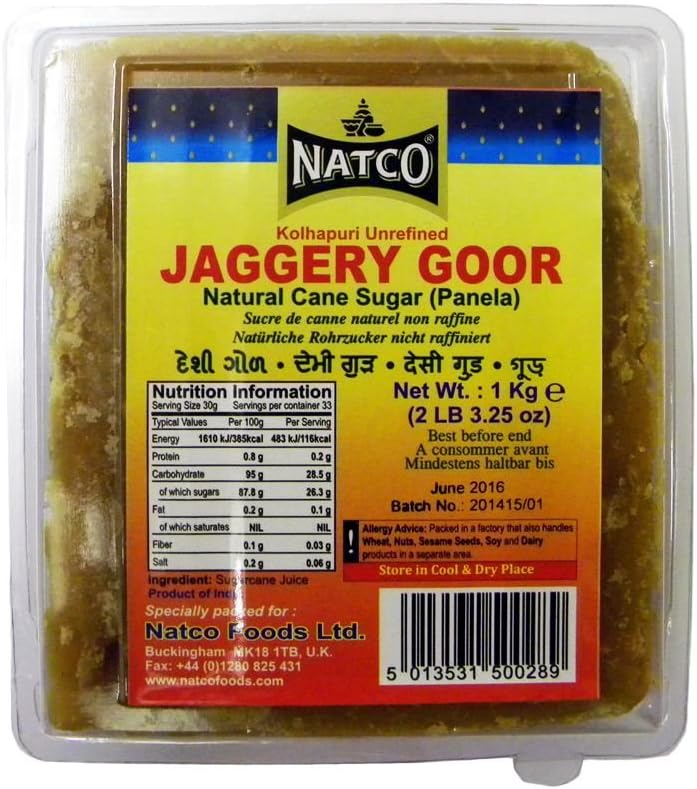 NATCO®
Kolhapuri Unrefined
JAGGERY GOOR
Natural Cane Sugar (Panela)
Sucre de canne naturel non raffine
Natürliche Rohrzucker nicht raffiniert
દેશી ગોળ • ਦੇਸੀ ਗੁੜ • देसी गुड • গুড়
Nutrition Information
Serving Size 30g Servings per container 33
Typical Values Per 100g Per Serving
Energy 1610 kJ/385kcal 483 kJ/116kcal
Protein 0.8 g 0.2 g
Carbohydrate 95 g 28.5 g
of which sugars 87.8 g 26.3 g
Fat 0.2 g 0.1 g
of which saturates NIL NIL
Fiber 0.1 g 0.03 g
Salt 0.2 g 0.06 g
Ingredient: Sugarcane Juice
Product of India
Net Wt. : 1 Kg ℮
(2 LB 3.25 oz)
Best before end
A consommer avant
Mindestens haltbar bis
June 2016
Batch No.: 201415/01
! Allergy Advice: Packed in a factory that also handles
Wheat, Nuts, Sesame Seeds, Soy and Dairy
products in a separate area.
Store in Cool & Dry Place
Specially packed for :
Natco Foods Ltd.
Buckingham MK18 1TB, U.K.
Fax: +44 (0)1280 825 431
www.natcofoods.com
5 013531 500289